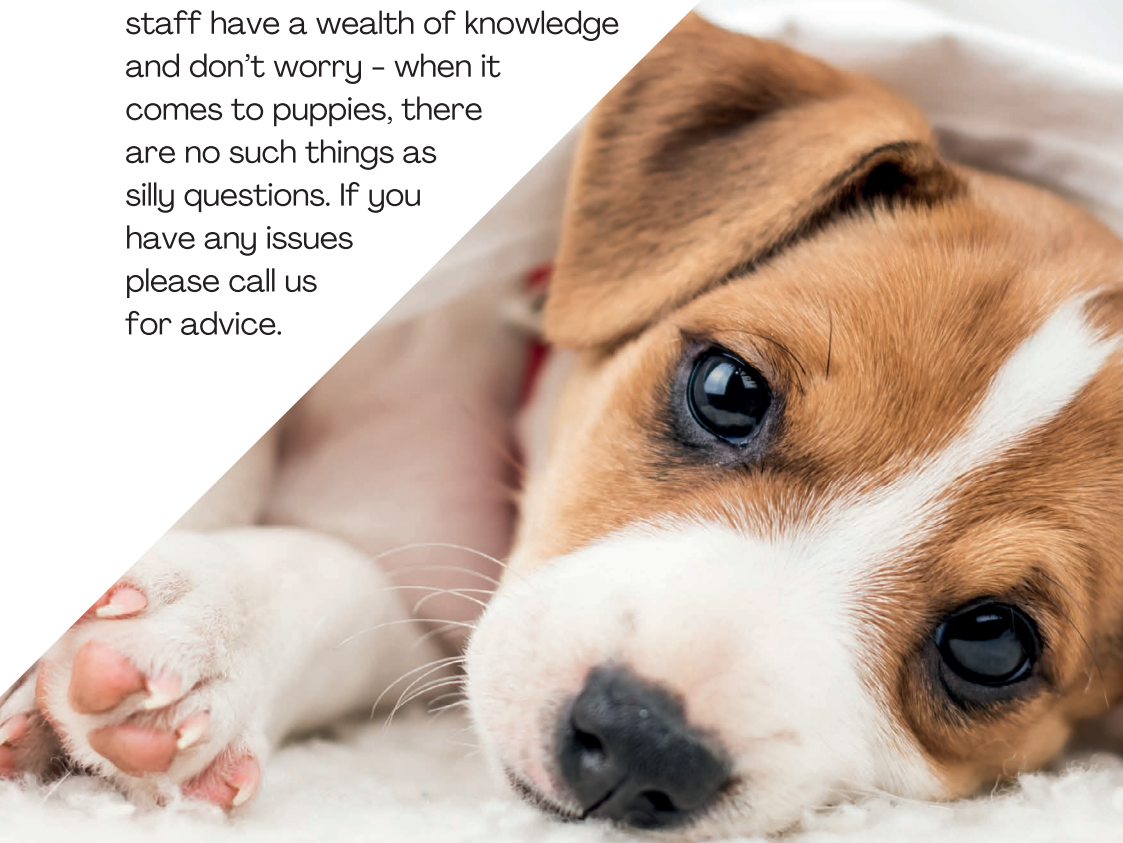 staff have a wealth of knowledge
and don’t worry – when it
comes to puppies, there
are no such things as
silly questions. If you
have any issues
please call us
for advice.